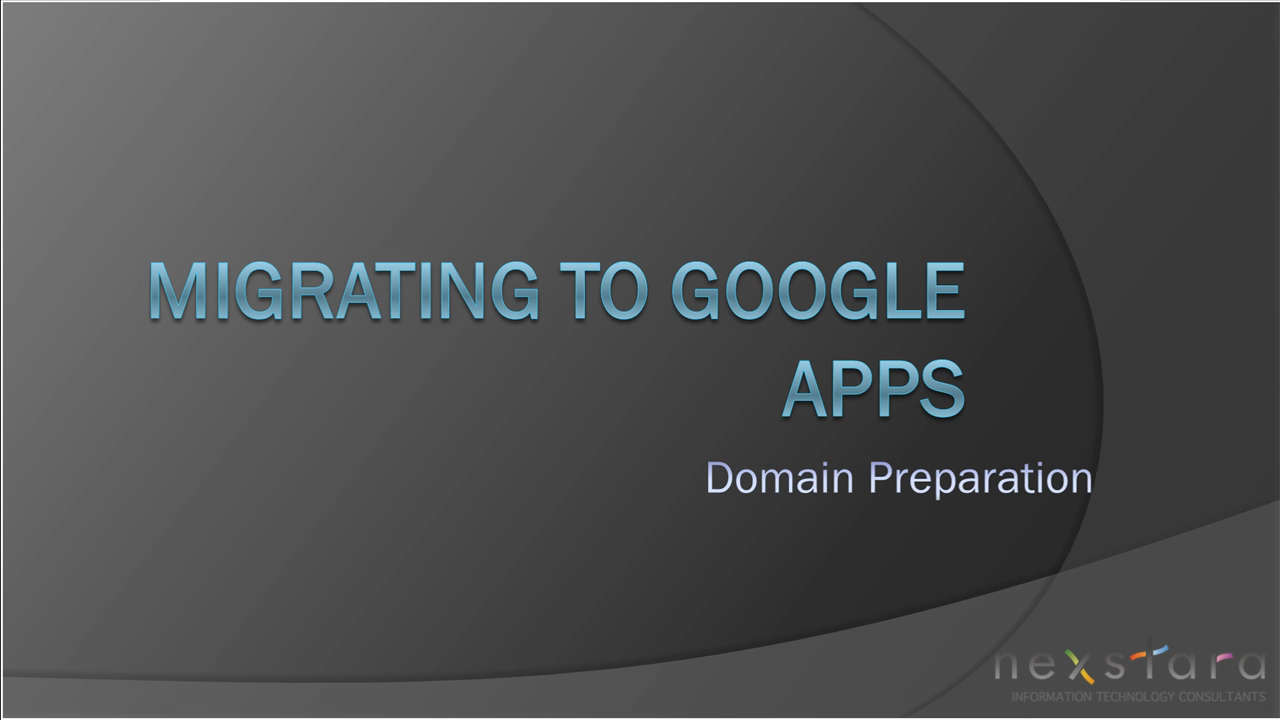 MIGRATING TO GOOGLE
APPS
Domain Preparation
nexstara
INFORMATION TECHNOLOGY CONSULTANTS